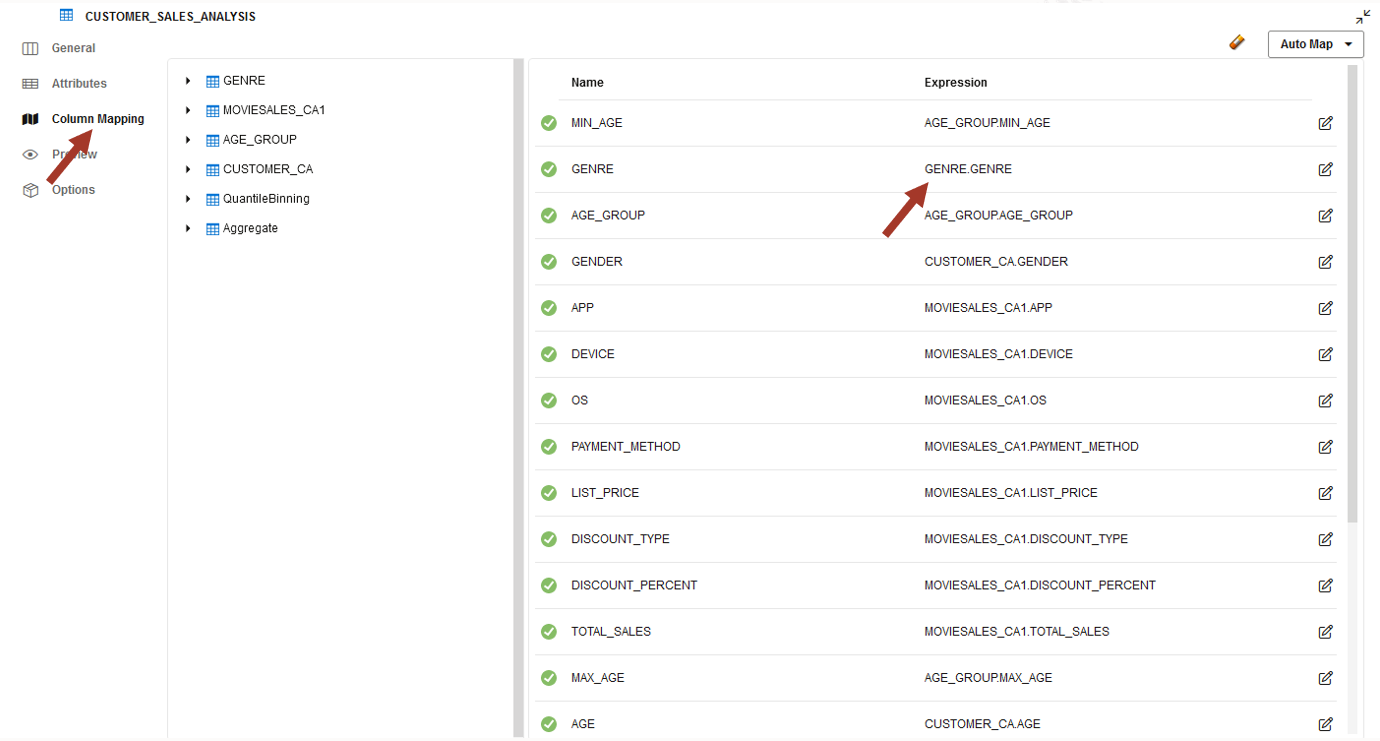 CUSTOMER_SALES_ANALYSIS
General
Attributes
Column Mapping
Preview
Options
GENRE
MOVIESALES_CA1
AGE_GROUP
CUSTOMER_CA
QuantileBinning
Aggregate
Auto Map
Name Expression
MIN_AGE AGE_GROUP.MIN_AGE
GENRE GENRE.GENRE
AGE_GROUP AGE_GROUP.AGE_GROUP
GENDER CUSTOMER_CA.GENDER
APP MOVIESALES_CA1.APP
DEVICE MOVIESALES_CA1.DEVICE
OS MOVIESALES_CA1.OS
PAYMENT_METHOD MOVIESALES_CA1.PAYMENT_METHOD
LIST_PRICE MOVIESALES_CA1.LIST_PRICE
DISCOUNT_TYPE MOVIESALES_CA1.DISCOUNT_TYPE
DISCOUNT_PERCENT MOVIESALES_CA1.DISCOUNT_PERCENT
TOTAL_SALES MOVIESALES_CA1.TOTAL_SALES
MAX_AGE AGE_GROUP.MAX_AGE
AGE CUSTOMER_CA.AGE